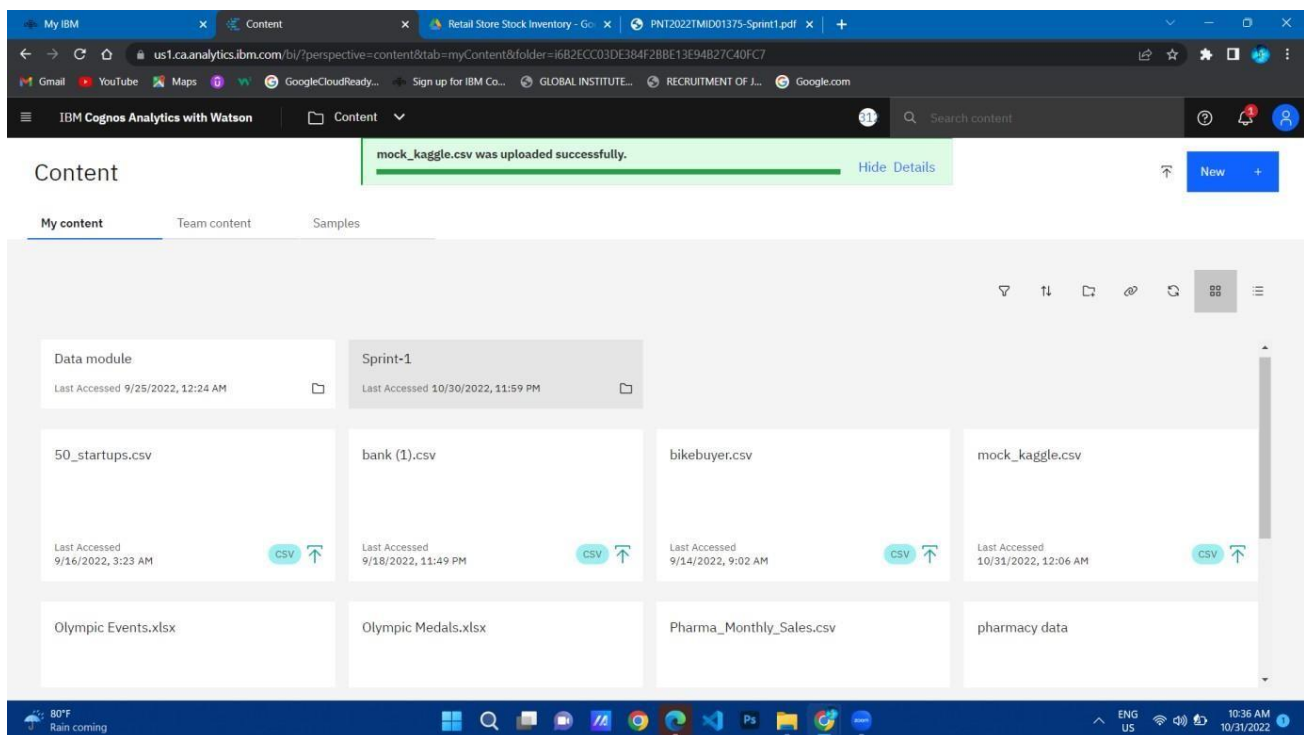 My IBM
Content
Retail Store Stock Inventory - Go
PNT2022TMID01375-Sprint1.pdf
us1.ca.analytics.ibm.com/bi/?perspective=content&tab=myContent&folder=i6B2ECC03DE384F2BBE13E94B27C40FC7
Gmail YouTube Maps GoogleCloudReady... Sign up for IBM Co... GLOBAL INSTITUTE... RECRUITMENT OF J... Google.com
IBM Cognos Analytics with Watson Content Search content 1
mock_kaggle.csv was uploaded successfully.
Hide Details
Content
New +
My content Team content Samples
Data module Sprint-1
Last Accessed 9/25/2022, 12:24 AM Last Accessed 10/30/2022, 11:59 PM
50_startups.csv bank (1).csv bikebuyer.csv mock_kaggle.csv
Last Accessed Last Accessed Last Accessed Last Accessed
9/16/2022, 3:23 AM CSV 9/18/2022, 11:49 PM CSV 9/14/2022, 9:02 AM CSV 10/31/2022, 12:06 AM CSV
Olympic Events.xlsx Olympic Medals.xlsx Pharma_Monthly_Sales.csv pharmacy data
80°F
Rain coming
Ps
ENG
US
10:36 AM
10/31/2022
1